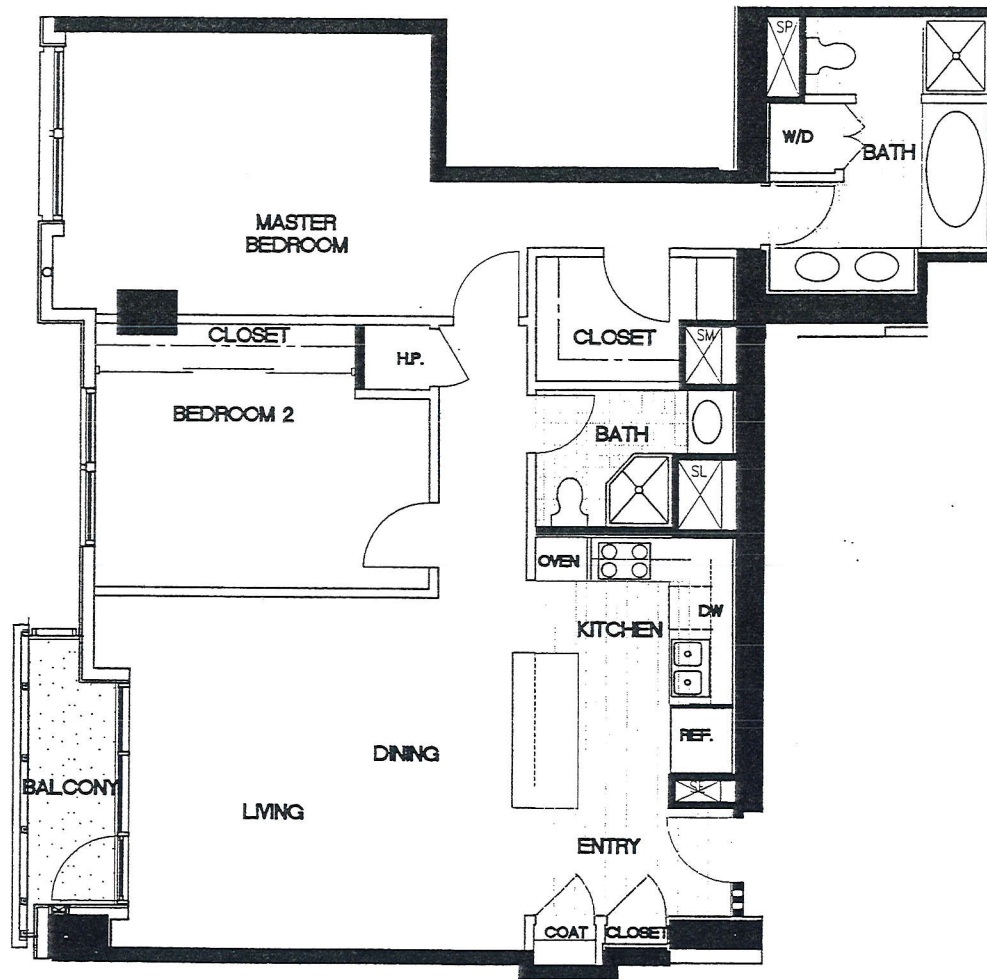 SP
W/D
BATH
MASTER
BEDROOM
CLOSET
H.P.
CLOSET
SM
BEDROOM 2
BATH
SL
OVEN
DW
KITCHEN
REF.
DINING
BALCONY
LIVING
ENTRY
COAT
CLOSET